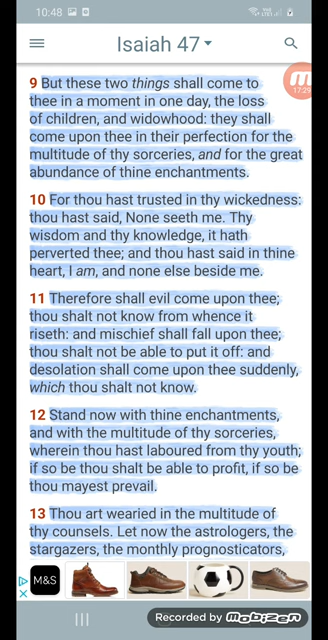 10:48
Isaiah 47
17:29
9 But these two things shall come to
thee in a moment in one day, the loss
of children, and widowhood: they shall
come upon thee in their perfection for the
multitude of thy sorceries, and for the great
abundance of thine enchantments.
10 For thou hast trusted in thy wickedness:
thou hast said, None seeth me. Thy
wisdom and thy knowledge, it hath
perverted thee; and thou hast said in thine
heart, I am, and none else beside me.
11 Therefore shall evil come upon thee;
thou shalt not know from whence it
riseth: and mischief shall fall upon thee;
thou shalt not be able to put it off: and
desolation shall come upon thee suddenly,
which thou shalt not know.
12 Stand now with thine enchantments,
and with the multitude of thy sorceries,
wherein thou hast laboured from thy youth;
if so be thou shalt be able to profit, if so be
thou mayest prevail.
13 Thou art wearied in the multitude of
thy counsels. Let now the astrologers, the
stargazers, the monthly prognosticators,
M&S
Recorded by mobizen